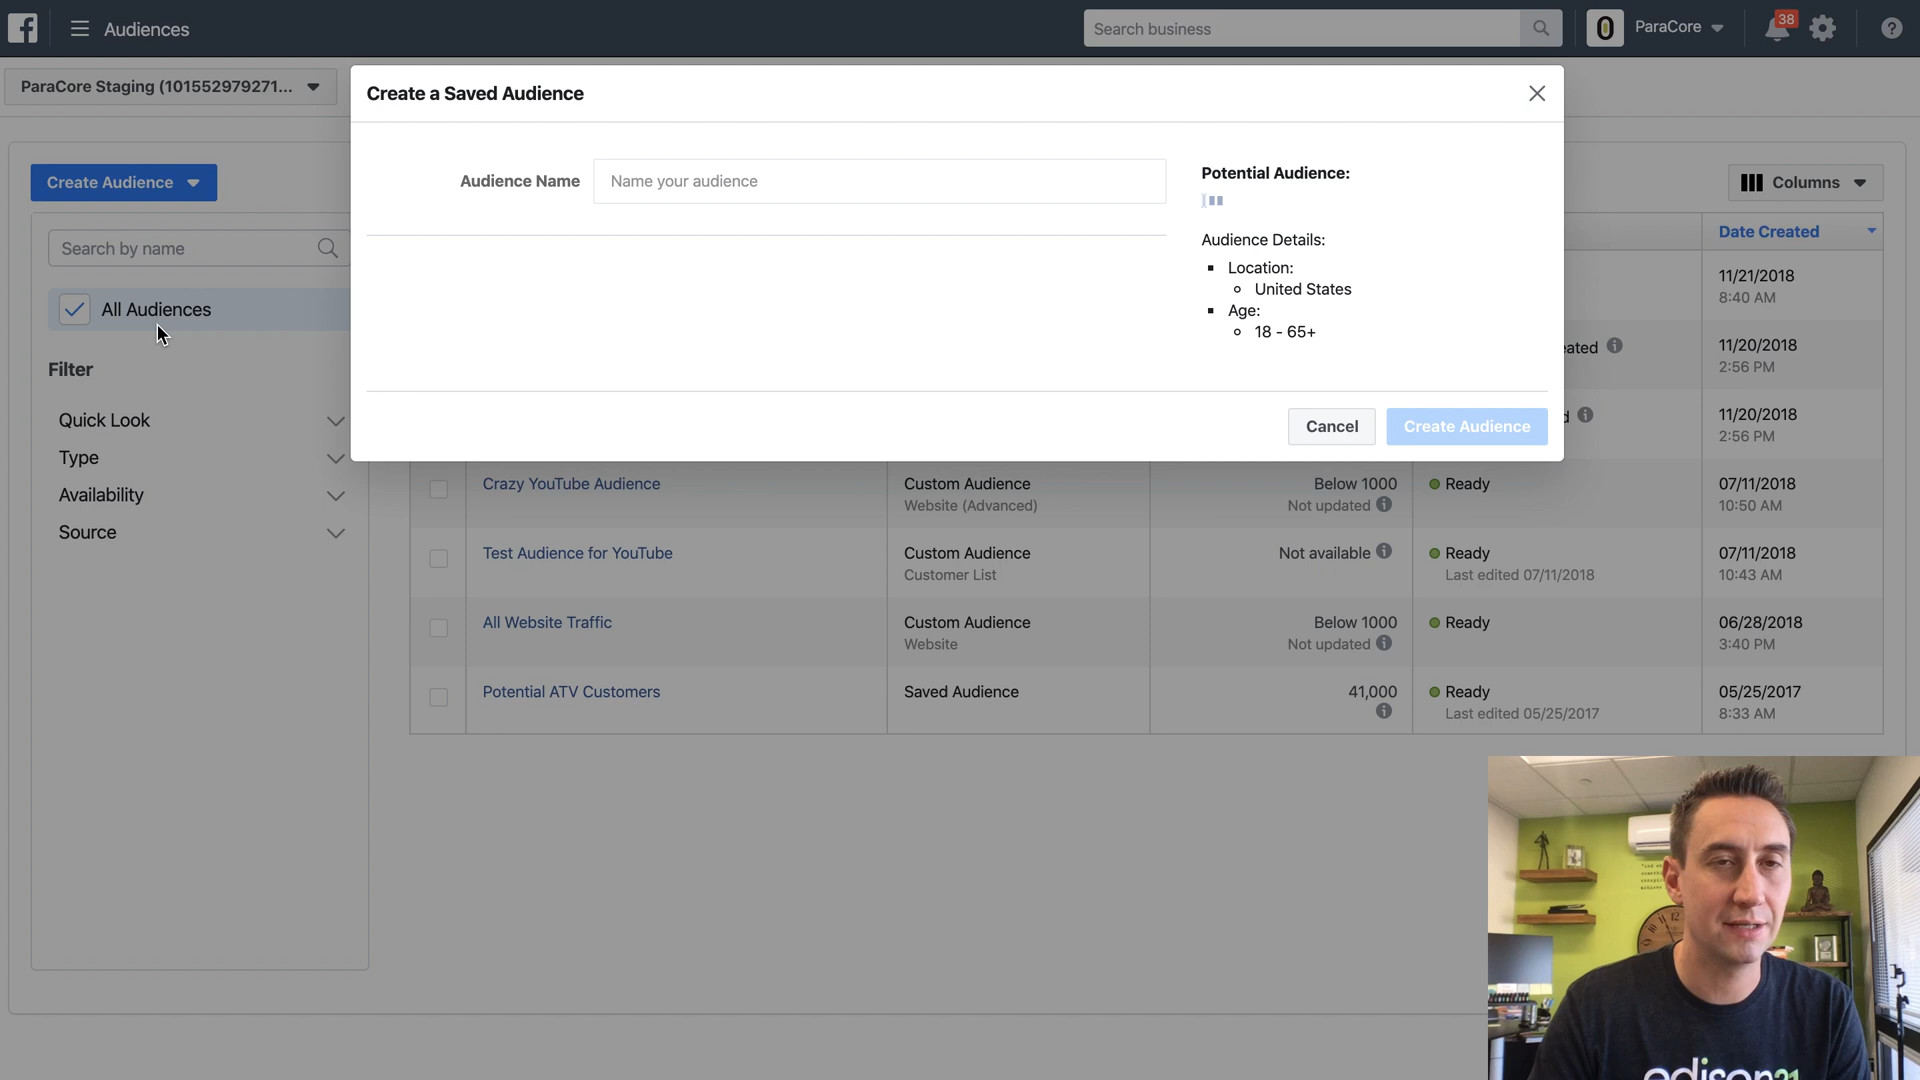 Audiences
Search business
ParaCore
38
?
ParaCore Staging (101552979271...
Create a Saved Audience
Audience Name
Name your audience
Potential Audience:
Audience Details:
Location:
United States
Age:
18 - 65+
Cancel
Create Audience
Create Audience
Columns
Search by name
All Audiences
Filter
Quick Look
Type
Availability
Source
Date Created
11/21/2018
8:40 AM
eated
11/20/2018
2:56 PM
d
11/20/2018
2:56 PM
Crazy YouTube Audience
Custom Audience
Website (Advanced)
Below 1000
Not updated
Ready
07/11/2018
10:50 AM
Test Audience for YouTube
Custom Audience
Customer List
Not available
Ready
Last edited 07/11/2018
07/11/2018
10:43 AM
All Website Traffic
Custom Audience
Website
Below 1000
Not updated
Ready
06/28/2018
3:40 PM
Potential ATV Customers
Saved Audience
41,000
Ready
Last edited 05/25/2017
05/25/2017
8:33 AM
edison21